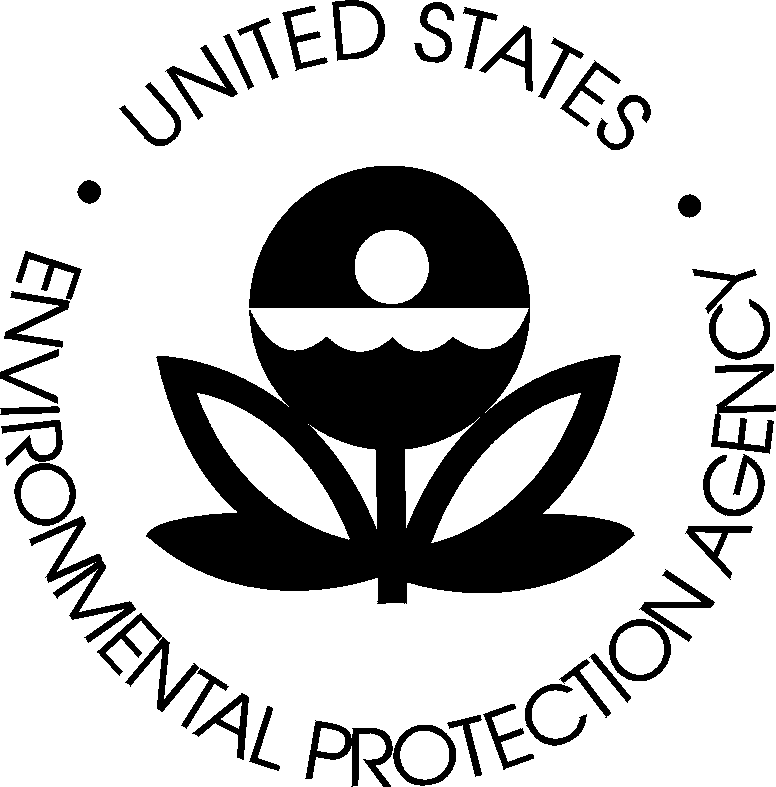 UNITED STATES
ENVIRONMENTAL PROTECTION AGENCY